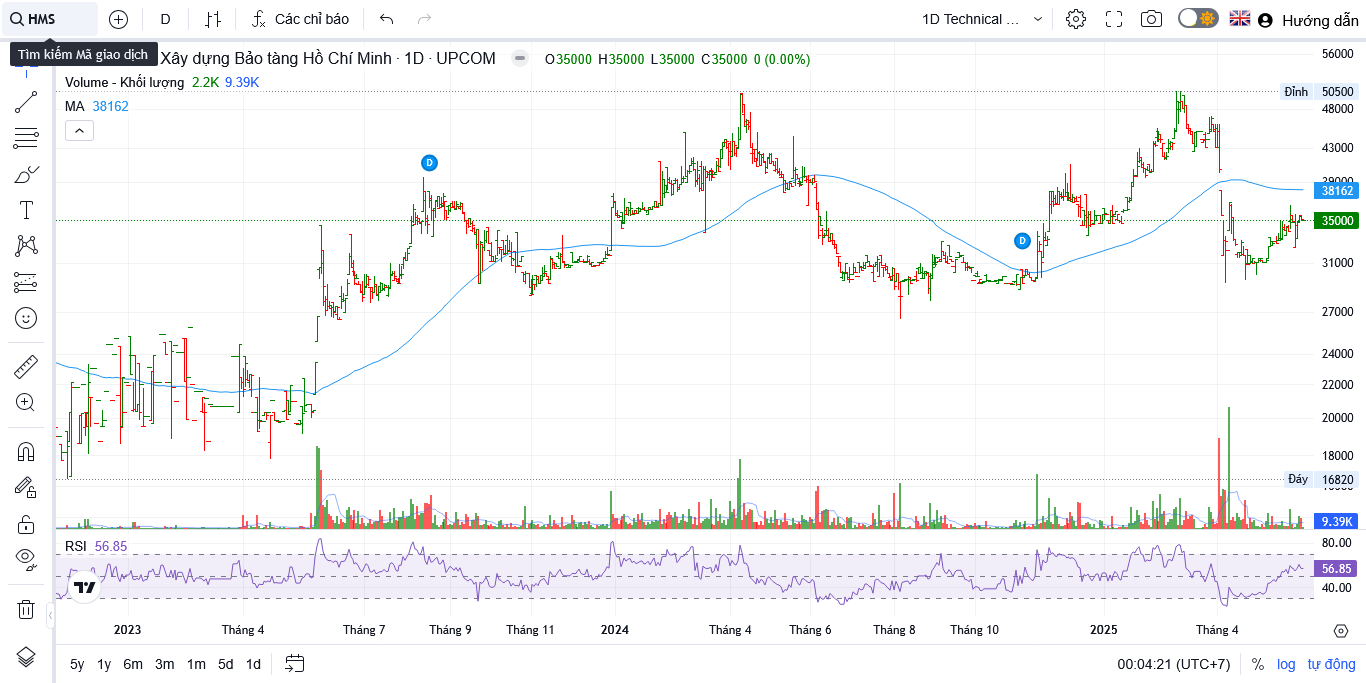 HMS
D
Các chỉ báo
1D Technical ...
Hướng dẫn
Tìm kiếm Mã giao dịch
Xây dựng Bảo tàng Hồ Chí Minh · 1D · UPCOM
O35000 H35000 L35000 C35000 0 (0.00%)
Volume - Khối lượng 2.2K 9.39K
MA 38162
56000
Đỉnh 50500
48000
43000
39000
38162
35000
31000
27000
24000
22000
20000
18000
Đáy 16820
9.39K
D
D
RSI 56.85
80.00
56.85
40.00
2023 Tháng 4 Tháng 7 Tháng 9 Tháng 11 2024 Tháng 4 Tháng 6 Tháng 8 Tháng 10 2025 Tháng 4
5y 1y 6m 3m 1m 5d 1d
00:04:21 (UTC+7) % log tự động